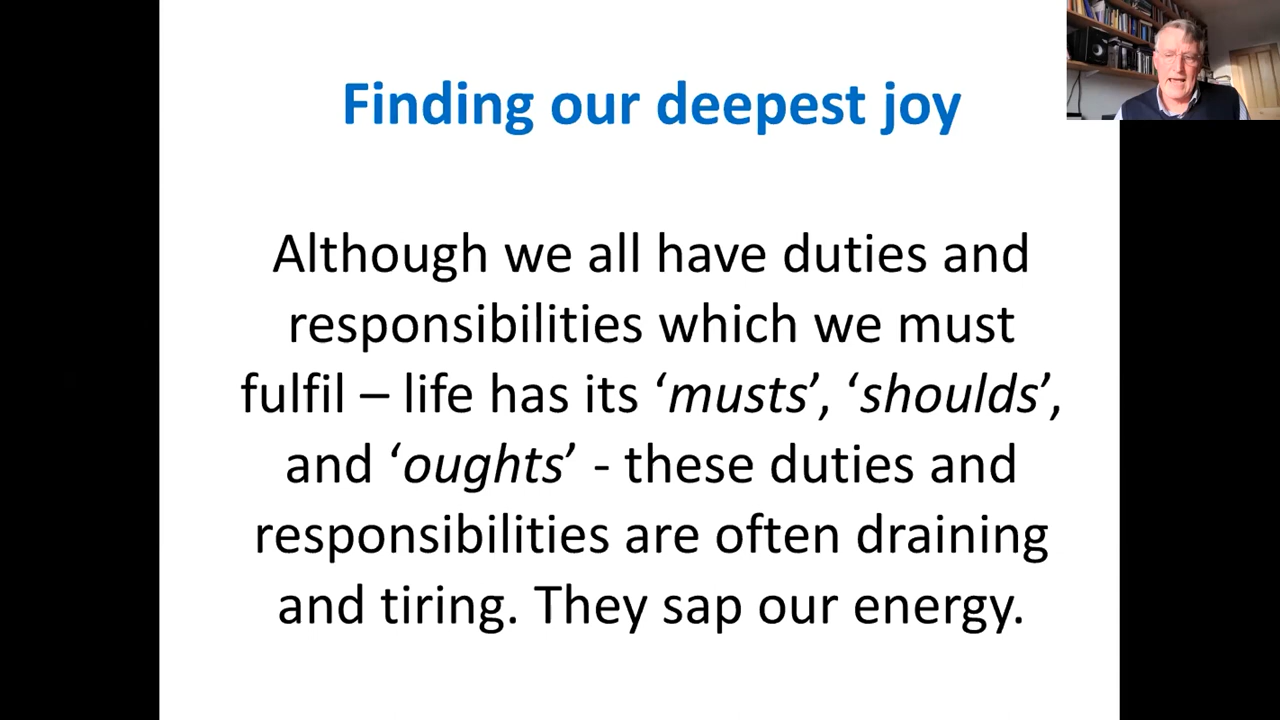 Finding our deepest joy
Although we all have duties and
responsibilities which we must
fulfil – life has its ‘musts’, ‘shoulds’,
and ‘oughts’ - these duties and
responsibilities are often draining
and tiring. They sap our energy.